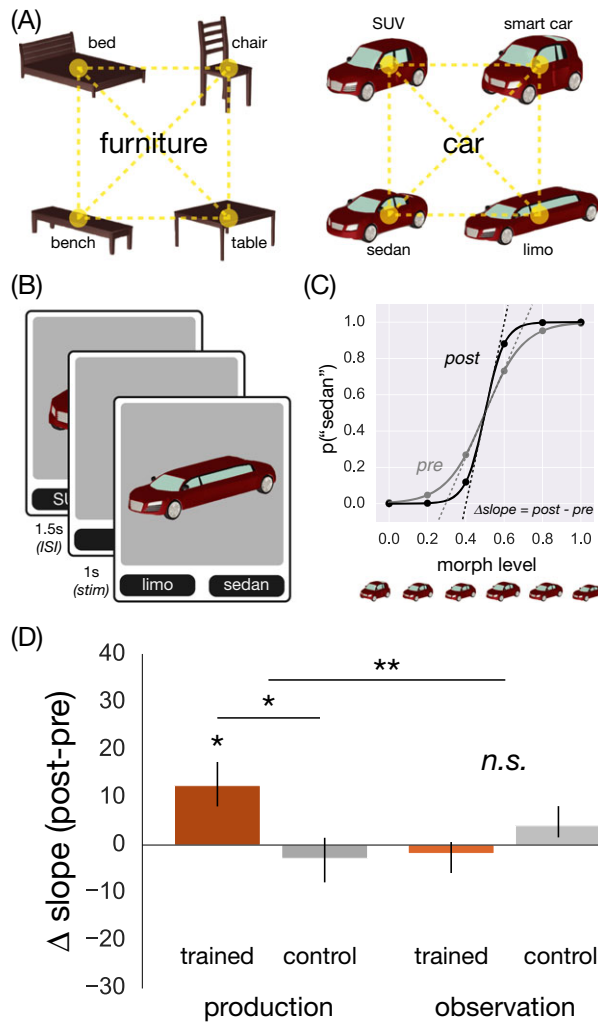 (A)
bed
chair
furniture
bench
table
SUV
smart car
car
sedan
limo
(B)
SU
1.5s
(ISI)
1s
(stim)
limo
sedan
(C)
p("sedan")
1.0
0.8
0.6
0.4
0.2
0.0
post
pre
Δslope = post - pre
0.0 0.2 0.4 0.6 0.8 1.0
morph level
(D)
Δ slope (post-pre)
40
30
20
10
0
−10
−20
−30
**
*
*
n.s.
trained control trained control
production observation